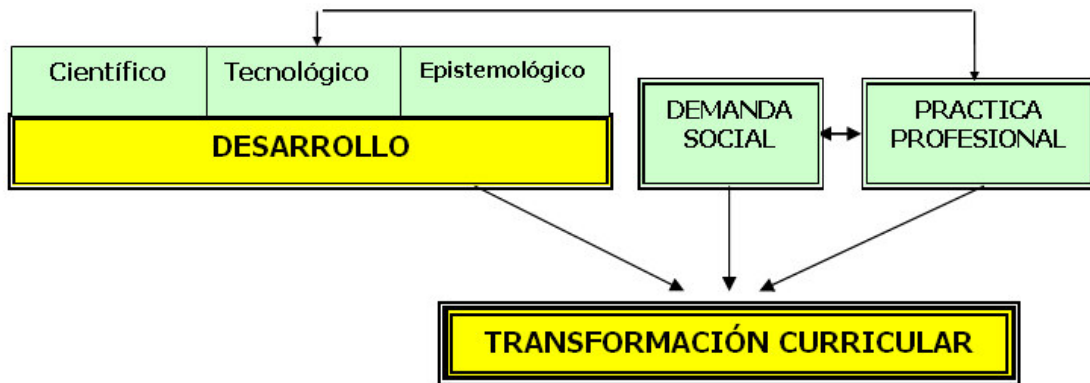 Científico
Tecnológico
Epistemológico
DESARROLLO
DEMANDA
SOCIAL
PRACTICA
PROFESIONAL
TRANSFORMACIÓN CURRICULAR